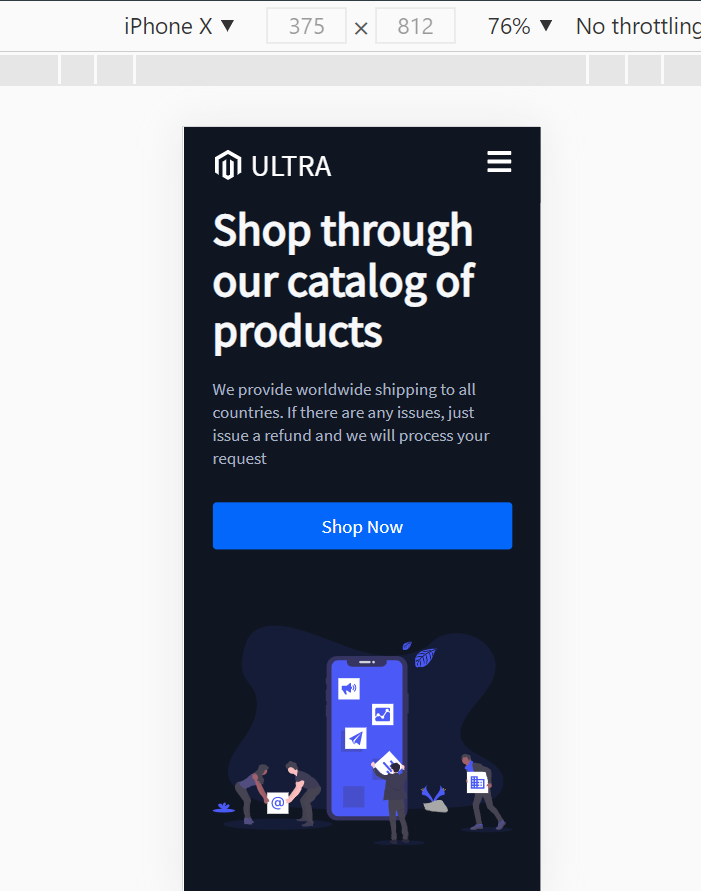 iPhone X ▼ 375 × 812 76% ▼ No throttling
ULTRA
Shop through
our catalog of
products
We provide worldwide shipping to all
countries. If there are any issues, just
issue a refund and we will process your
request
Shop Now
@